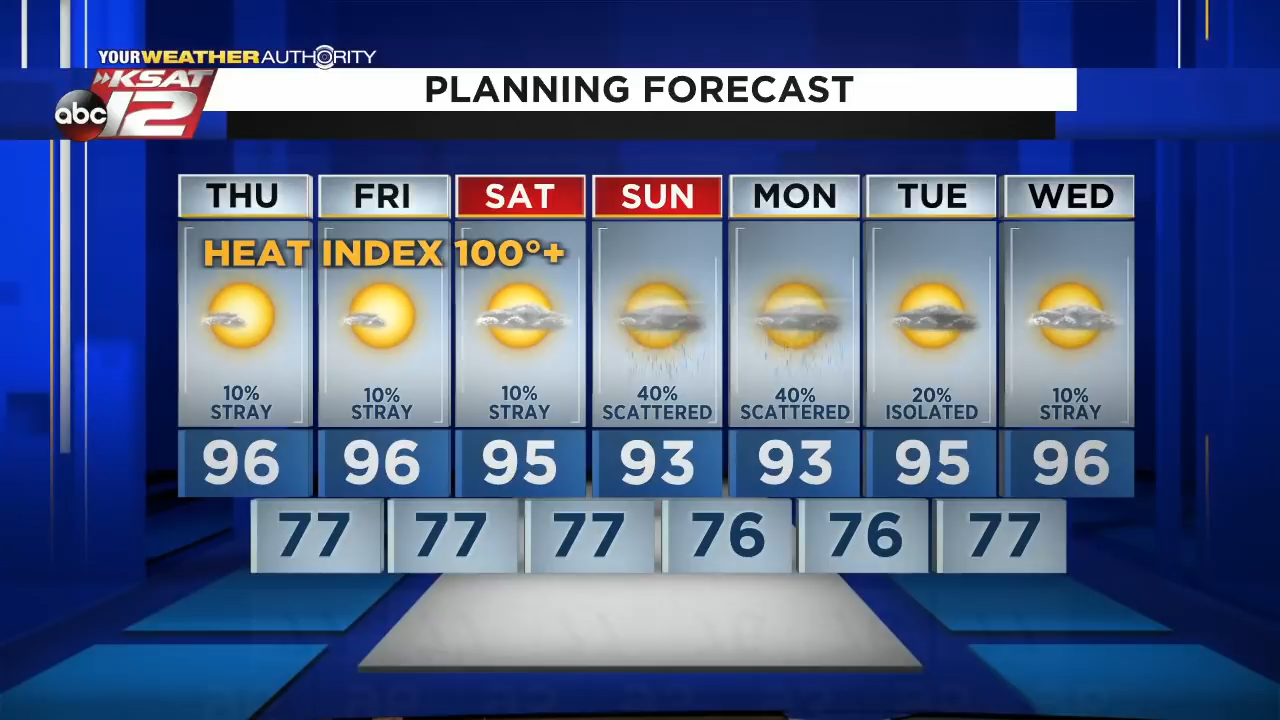 YOURWEATHERAUTHORITY
KSAT
abc 12
PLANNING FORECAST
THU FRI SAT SUN MON TUE WED
HEAT INDEX 100°+
10% 10% 10% 40% 40% 20% 10%
STRAY STRAY STRAY SCATTERED SCATTERED ISOLATED STRAY
96 96 95 93 93 95 96
77 77 77 76 76 77